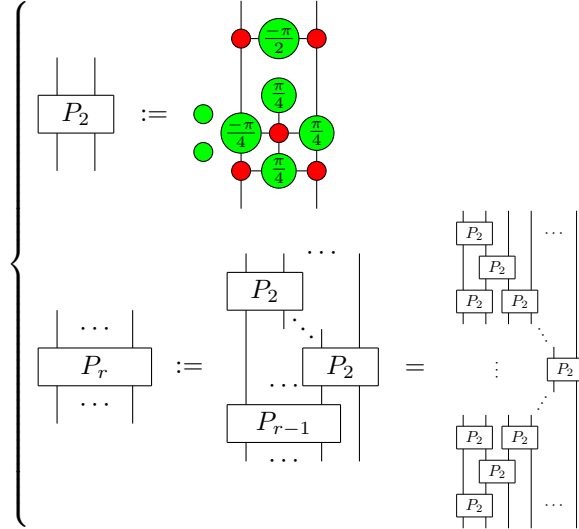 −π/2
π/4
P₂ :=
−π/4 π/4
π/4
P₂ ...
P₂
P₂ P₂
...
P₂
... P₂
Pᵣ := ... P₂ = ⋮ P₂
...
Pᵣ₋₁
...
P₂ P₂
P₂
P₂ ...